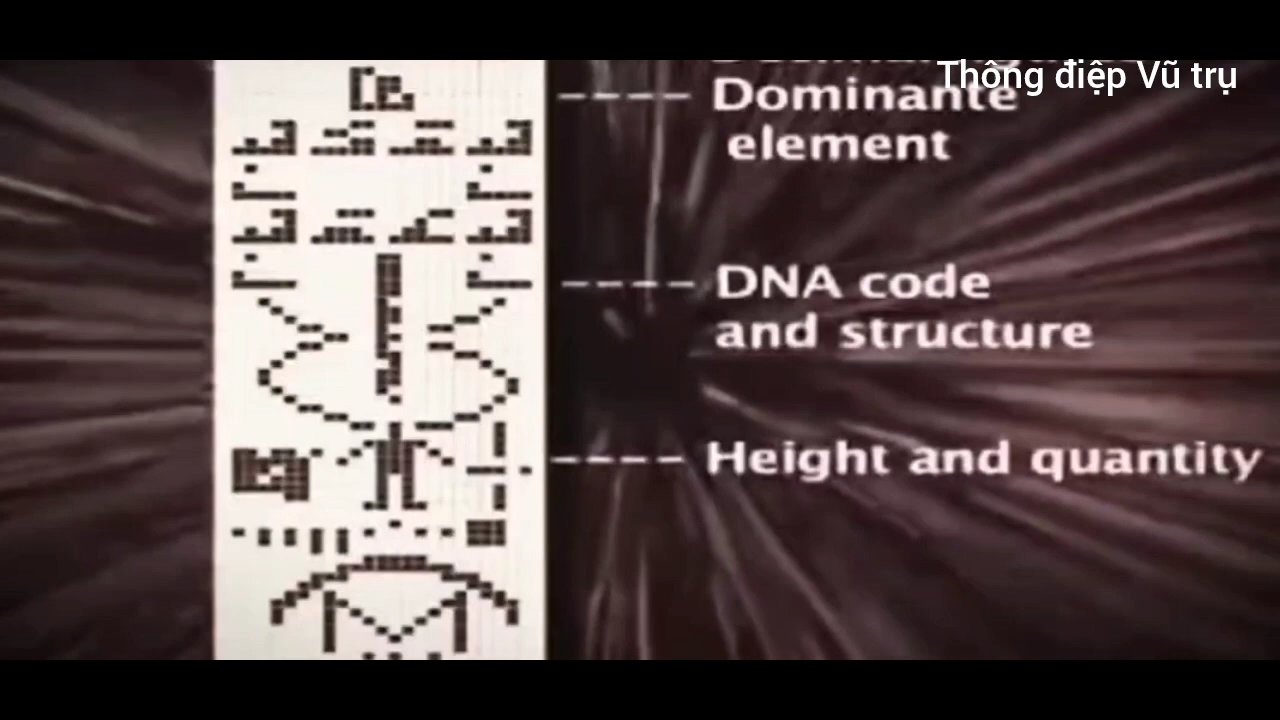 Thông điệp Vũ trụ
Dominante
element
DNA code
and structure
Height and quantity